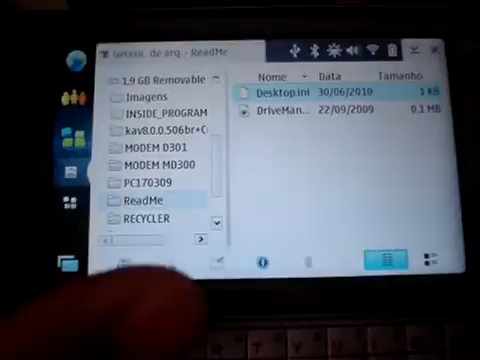 Geren. de arq. - ReadMe
1.9 GB Removable
Imagens
INSIDE_PROGRAM
kav8.0.0.506br+C
MODEM D301
MODEM MD300
PC170309
ReadMe
RECYCLER
Nome Data Tamanho
Desktop.ini 30/06/2010 1 KB
DriveMan... 22/09/2009 0,1 MB